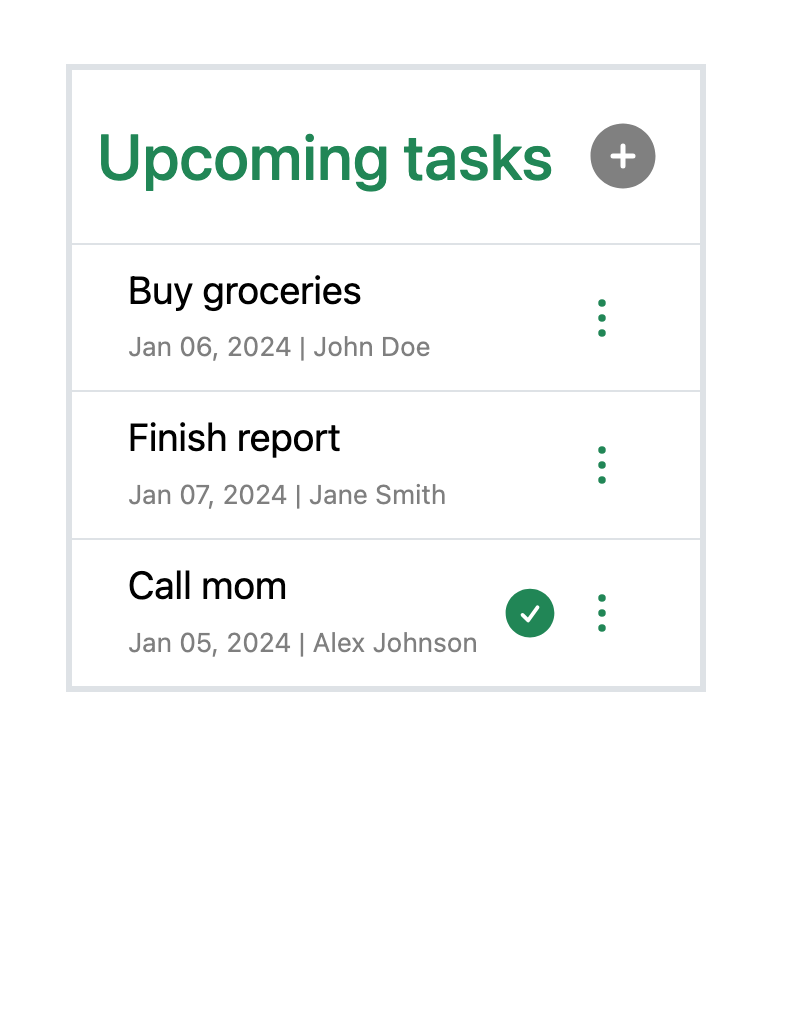 Upcoming tasks
Buy groceries
Jan 06, 2024 | John Doe
Finish report
Jan 07, 2024 | Jane Smith
Call mom
Jan 05, 2024 | Alex Johnson